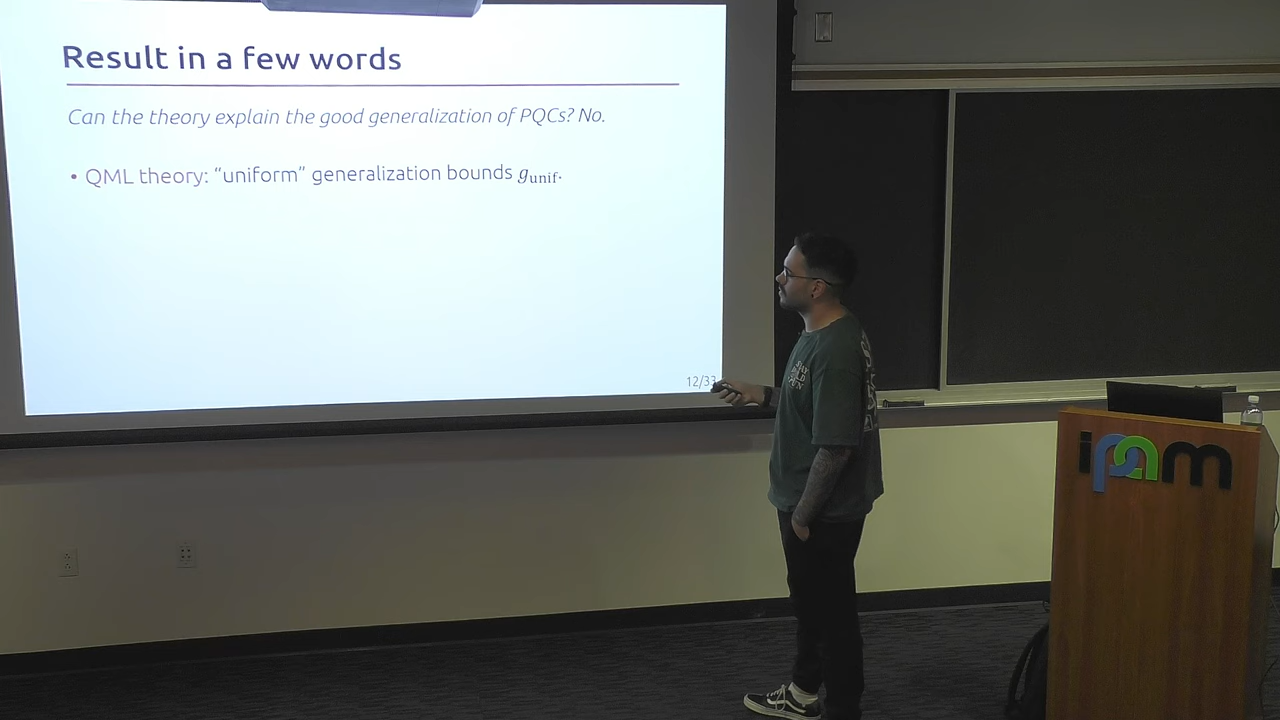 Result in a few words
Can the theory explain the good generalization of PQCs? No.
• QML theory: “uniform” generalization bounds gunif.
12/33
ipam